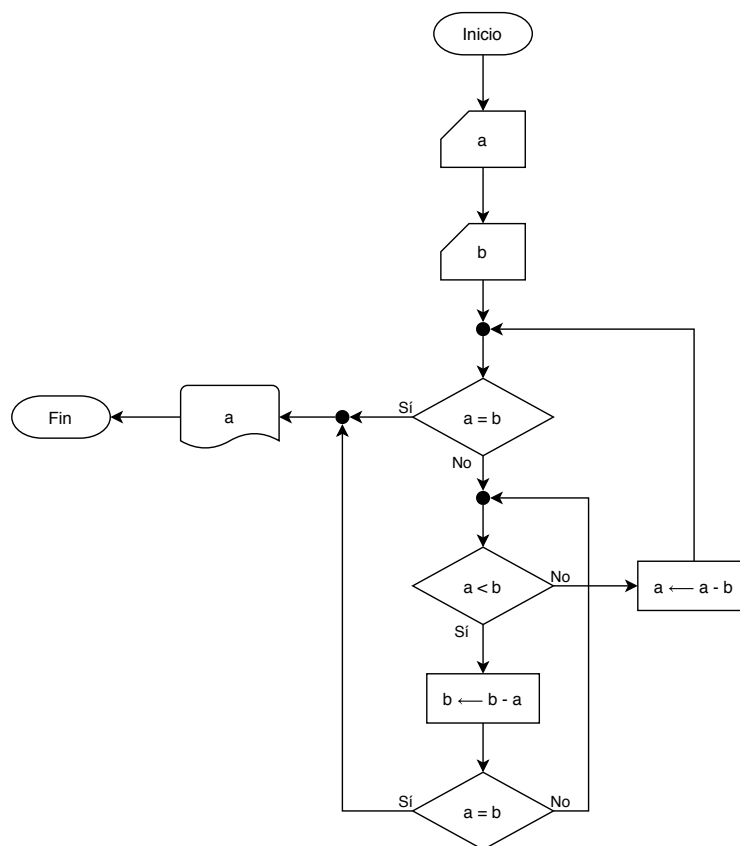 Inicio
a
b
a = b
Sí
No
a
Fin
a < b
No
Sí
a ⟵ a - b
b ⟵ b - a
a = b
Sí
No